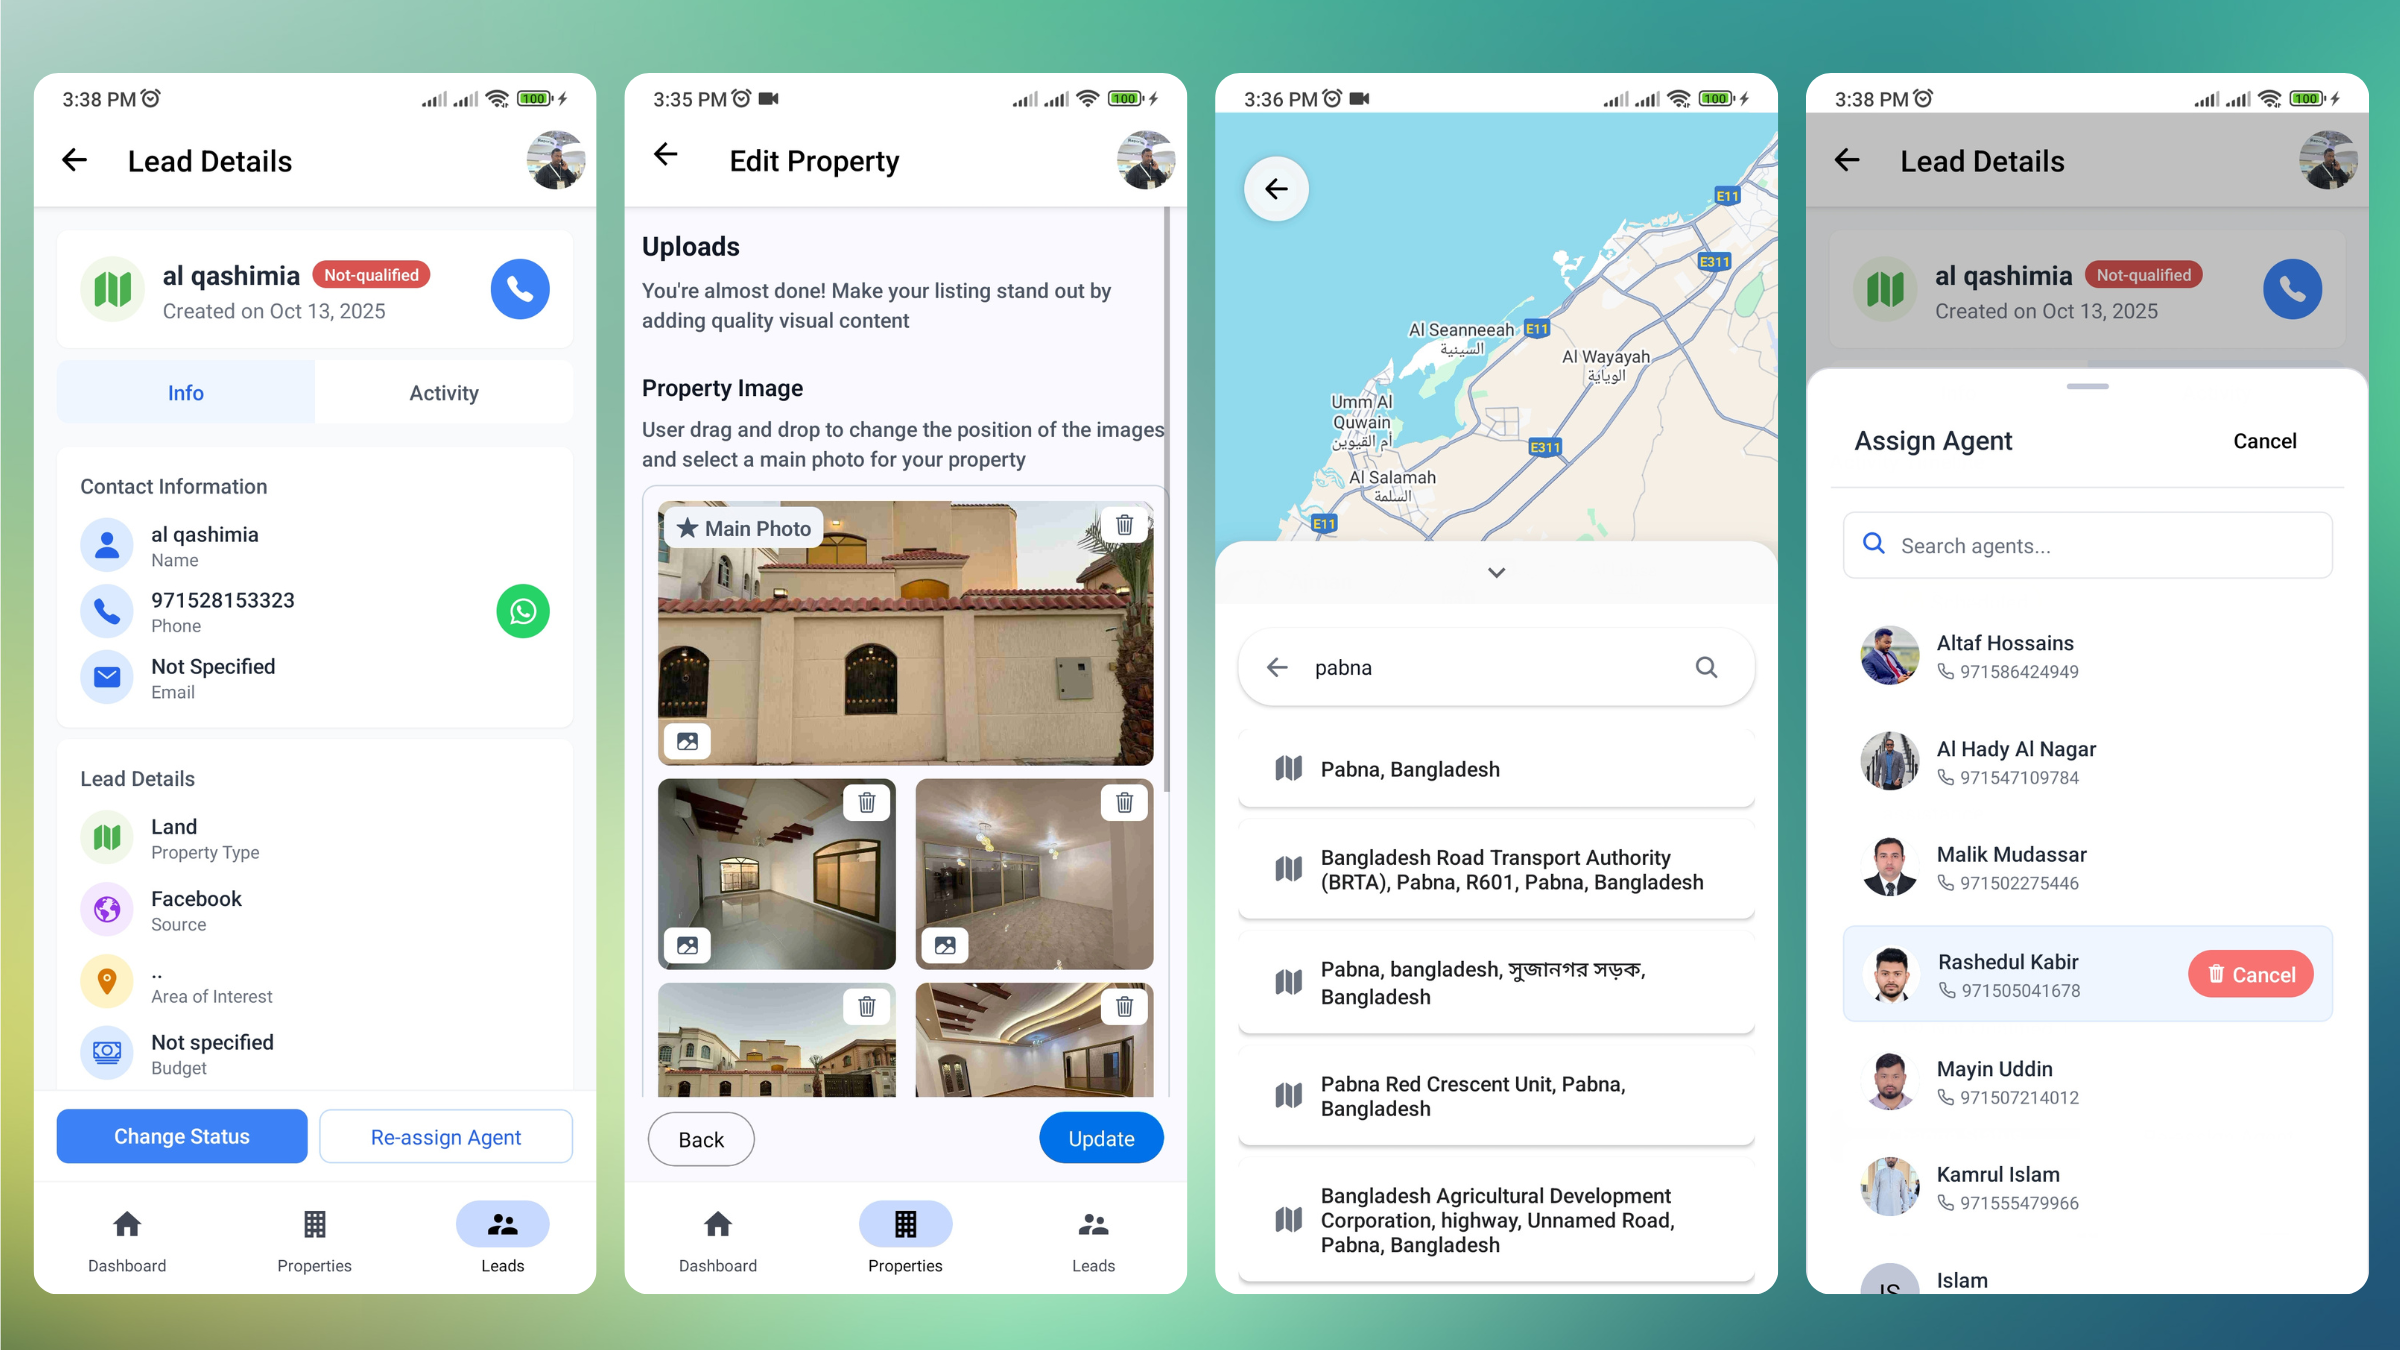 3:38 PM
100
Lead Details
al qashimia
Not-qualified
Created on Oct 13, 2025
Info
Activity
Contact Information
al qashimia
Name
971528153323
Phone
Not Specified
Email
Lead Details
Land
Property Type
Facebook
Source
..
Area of Interest
Not specified
Budget
Change Status
Re-assign Agent
Dashboard
Properties
Leads
3:35 PM
100
Edit Property
Uploads
You're almost done! Make your listing stand out by
adding quality visual content
Property Image
User drag and drop to change the position of the images
and select a main photo for your property
Main Photo
Back
Update
Dashboard
Properties
Leads
3:36 PM
100
E11
E311
Al Seanneeah
السينية
E11
Al Wayayah
الوياية
Umm Al
Quwain
أم القيوين
E311
Al Salamah
السلمة
E11
pabna
Pabna, Bangladesh
Bangladesh Road Transport Authority
(BRTA), Pabna, R601, Pabna, Bangladesh
Pabna, bangladesh, সুজানগর সড়ক,
Bangladesh
Pabna Red Crescent Unit, Pabna,
Bangladesh
Bangladesh Agricultural Development
Corporation, highway, Unnamed Road,
Pabna, Bangladesh
3:38 PM
100
Lead Details
al qashimia
Not-qualified
Created on Oct 13, 2025
Assign Agent
Cancel
Search agents...
Altaf Hossains
971586424949
Al Hady Al Nagar
971547109784
Malik Mudassar
971502275446
Rashedul Kabir
971505041678
Cancel
Mayin Uddin
971507214012
Kamrul Islam
971555479966
Islam
IS